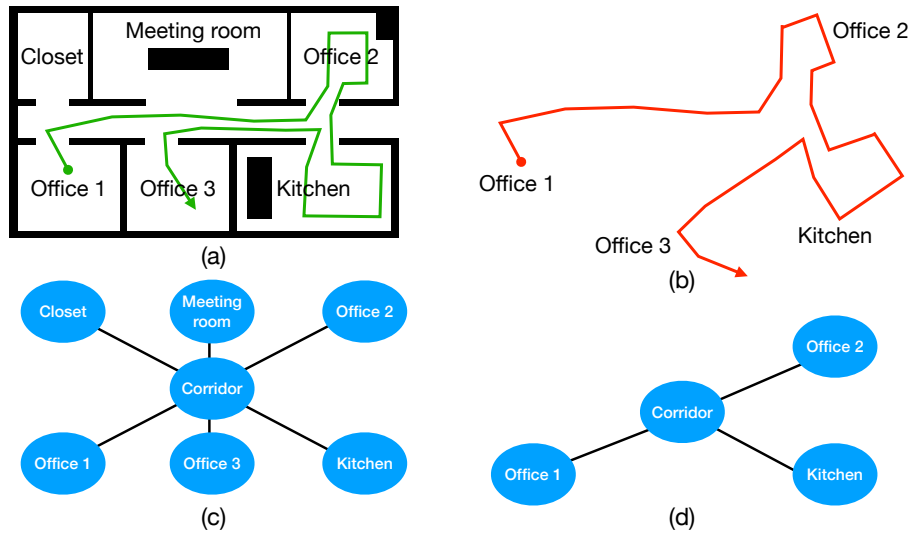 Closet
Meeting room
Office 2
Office 1
Office 3
Kitchen
(a)
Office 2
Office 1
Office 3
Kitchen
(b)
Closet
Meeting
room
Office 2
Corridor
Office 1
Office 3
Kitchen
(c)
Office 2
Corridor
Office 1
Kitchen
(d)